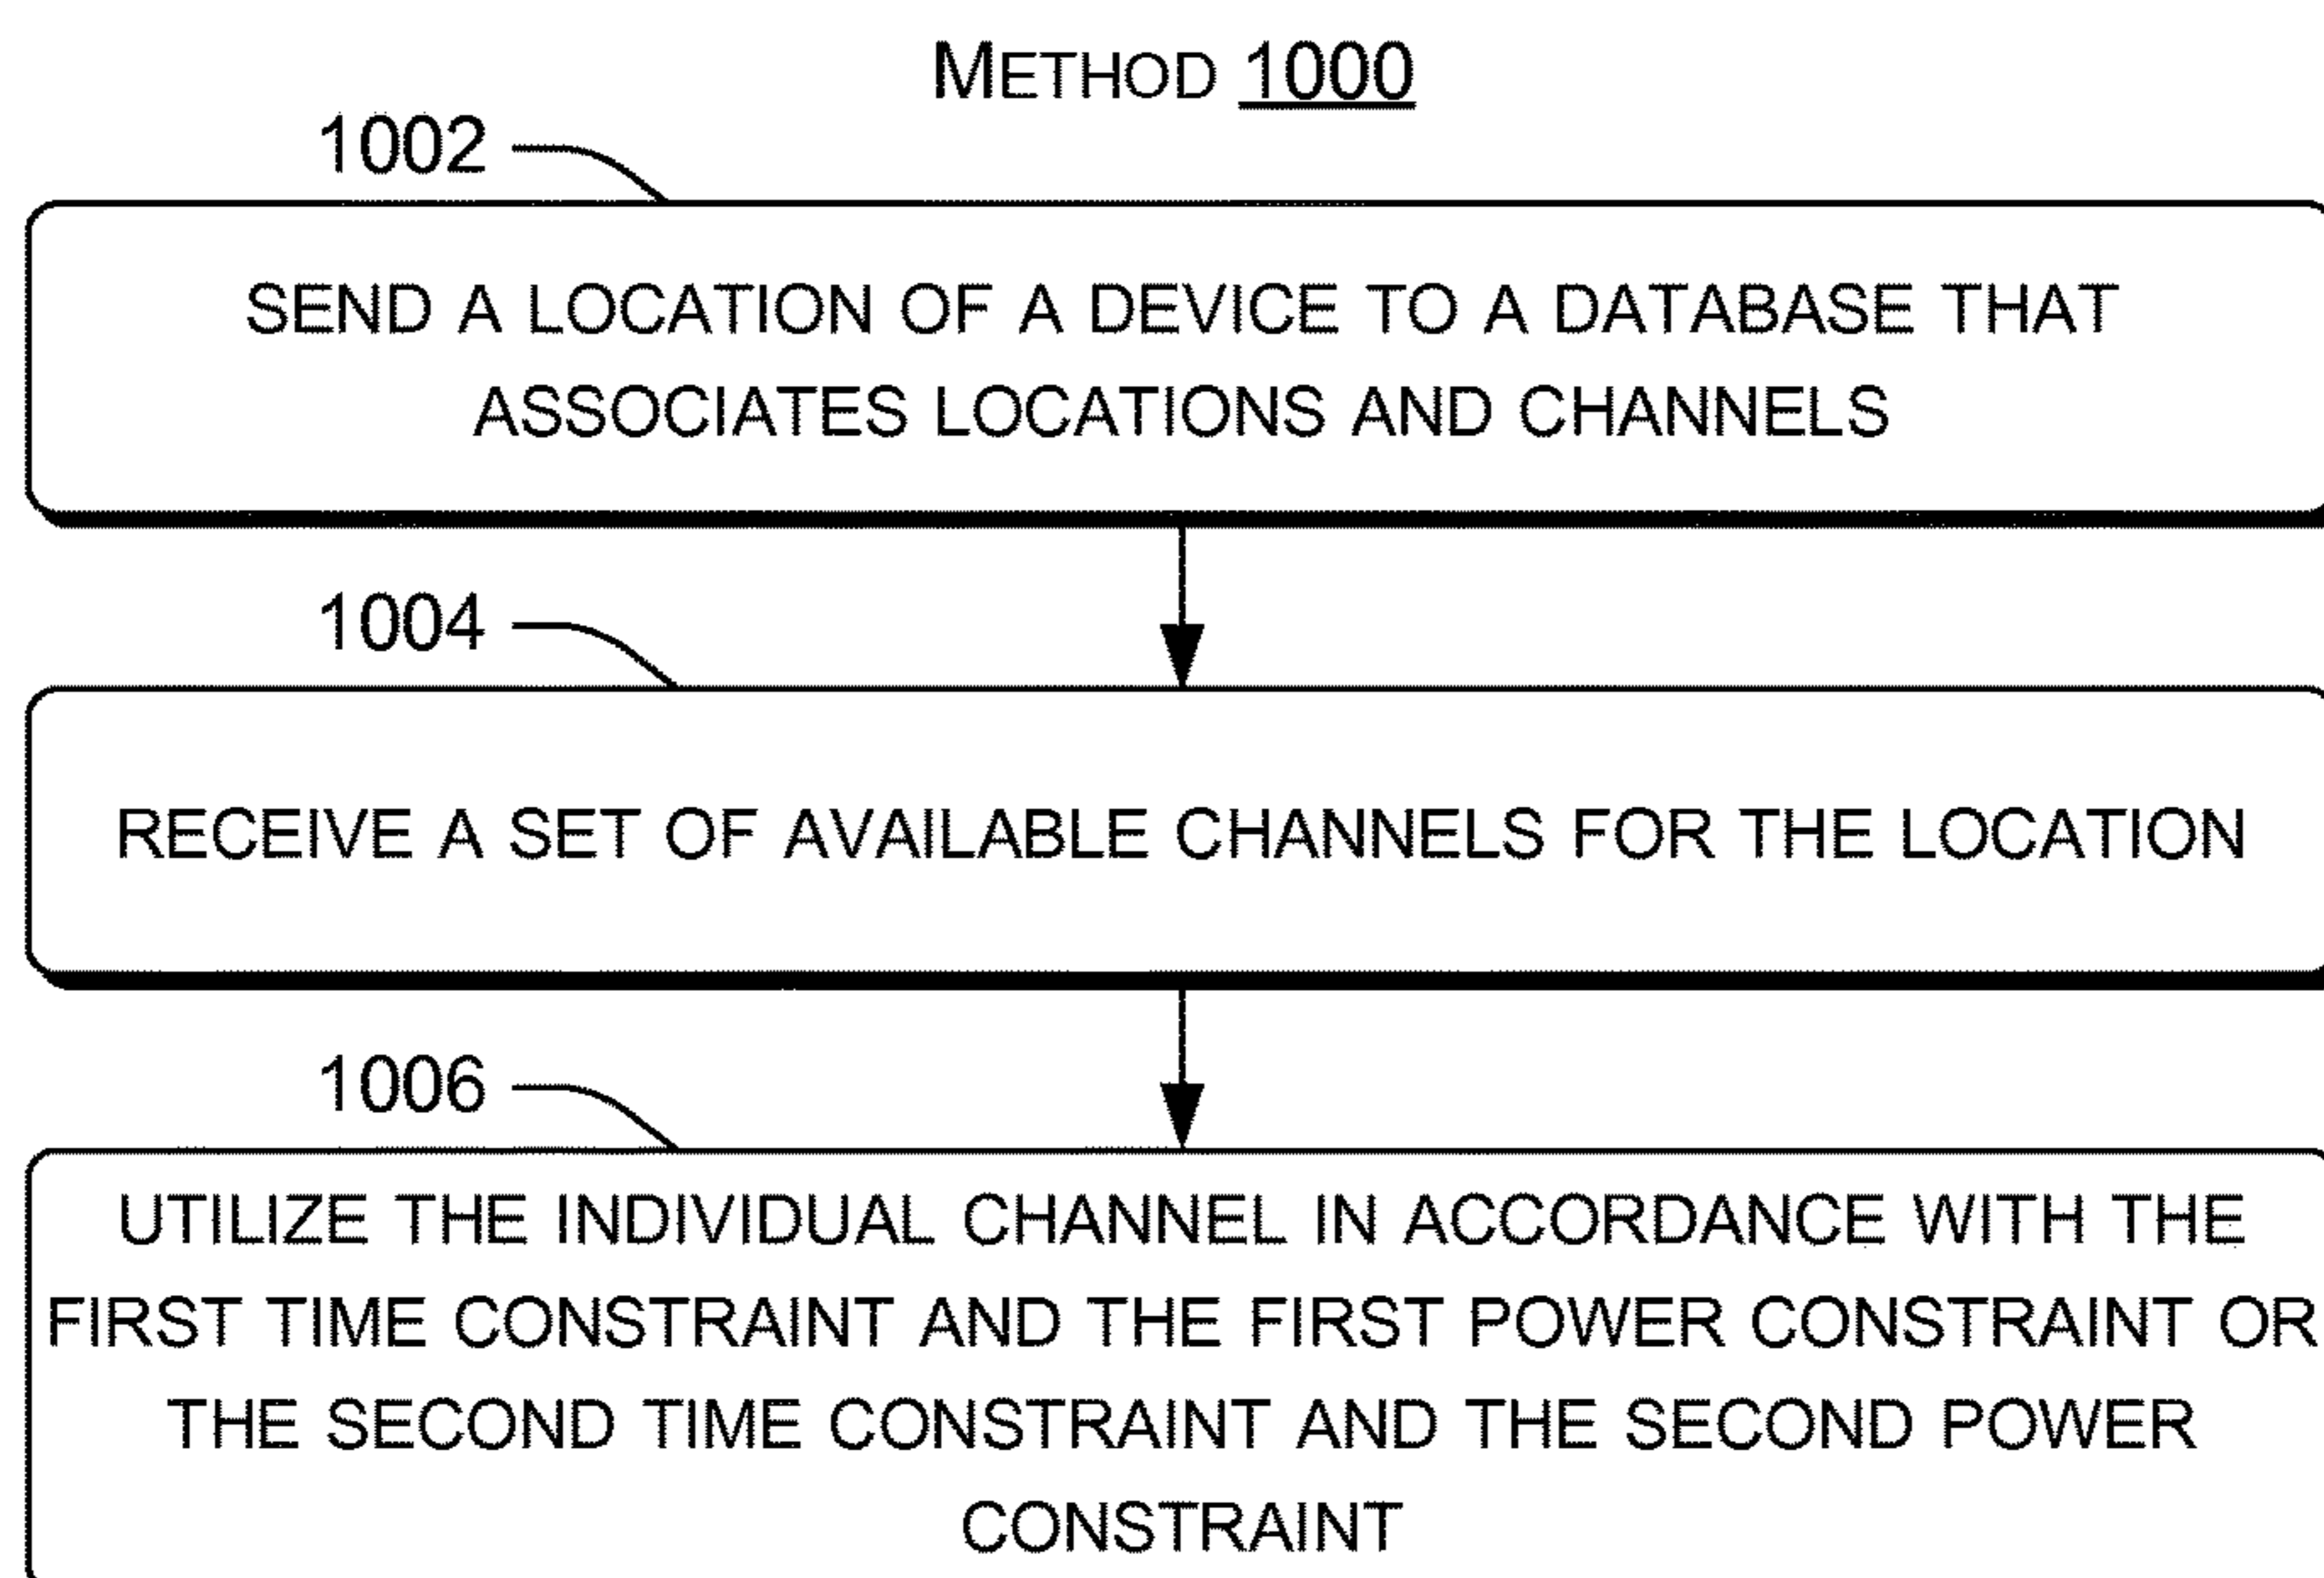 METHOD 1000
1002
SEND A LOCATION OF A DEVICE TO A DATABASE THAT
ASSOCIATES LOCATIONS AND CHANNELS
1004
RECEIVE A SET OF AVAILABLE CHANNELS FOR THE LOCATION
1006
UTILIZE THE INDIVIDUAL CHANNEL IN ACCORDANCE WITH THE
FIRST TIME CONSTRAINT AND THE FIRST POWER CONSTRAINT OR
THE SECOND TIME CONSTRAINT AND THE SECOND POWER
CONSTRAINT